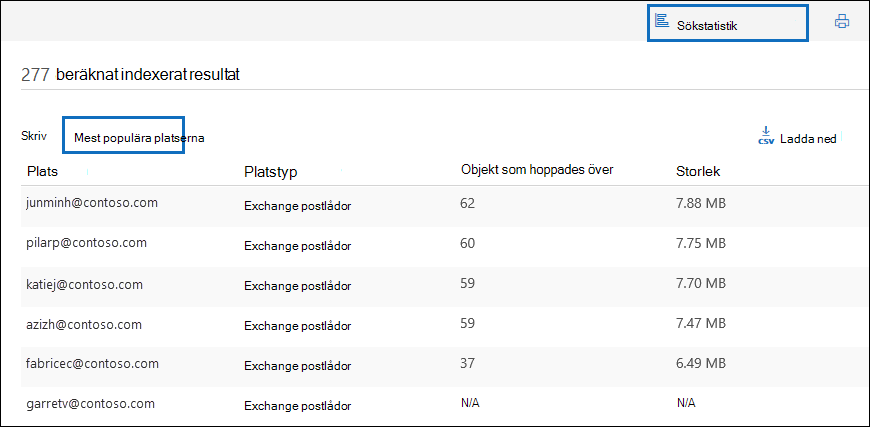 Sökstatistik
277 beräknat indexerat resultat
Skriv Mest populära platserna CSV Ladda ned
Plats Platstyp Objekt som hoppades över Storlek
junminh@contoso.com Exchange postlådor 62 7.88 MB
pilarp@contoso.com Exchange postlådor 60 7.75 MB
katiej@contoso.com Exchange postlådor 59 7.70 MB
azizh@contoso.com Exchange postlådor 59 7.47 MB
fabricec@contoso.com Exchange postlådor 37 6.49 MB
garretv@contoso.com Exchange postlådor N/A N/A